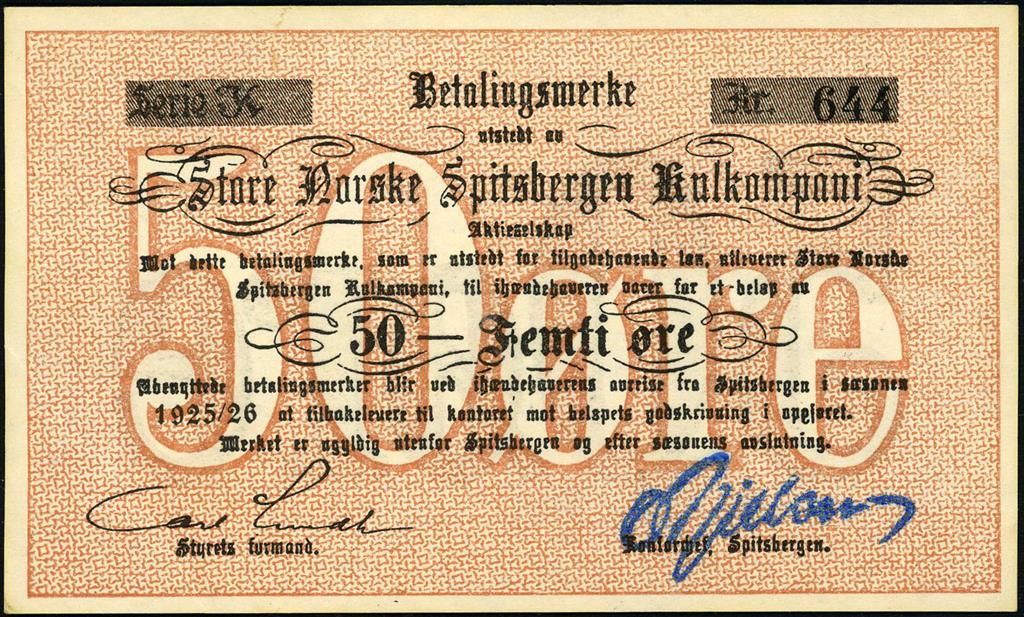 Serie K
Betalingsmerke
Nr. 644
utstedt av
Store Norske Spitsbergen Kulkompani
Aktieselskap
Mot dette betalingsmerke, som er utstedt for tilgodehavende løn, utleverer Store Norske
Spitsbergen Kulkompani, til ihændehaveren varer for et beløp av
50 — Femti øre
50 øre
Ubenyttede betalingsmerker blir ved ihændehaverens avreise fra Spitsbergen i sæsonen
1925/26 at tilbakelevere til kontoret mot beløpets godskrivning i opgjøret.
Merket er ugyldig utenfor Spitsbergen og efter sæsonens avslutning.
Carl Lundh
Styrets formand.
Kontorchef, Spitsbergen.